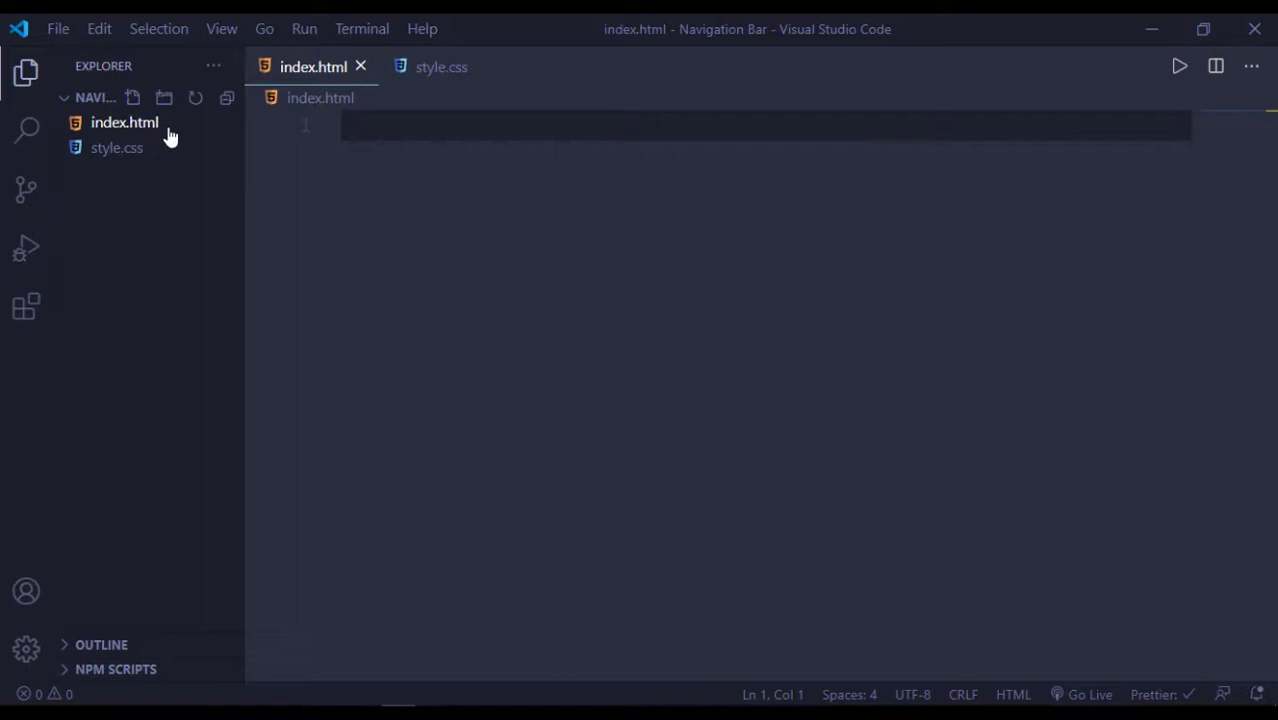 File Edit Selection View Go Run Terminal Help index.html - Navigation Bar - Visual Studio Code
EXPLORER
NAVI...
index.html
style.css
OUTLINE
NPM SCRIPTS
index.html style.css
index.html
1
0 0 Ln 1, Col 1 Spaces: 4 UTF-8 CRLF HTML Go Live Prettier: